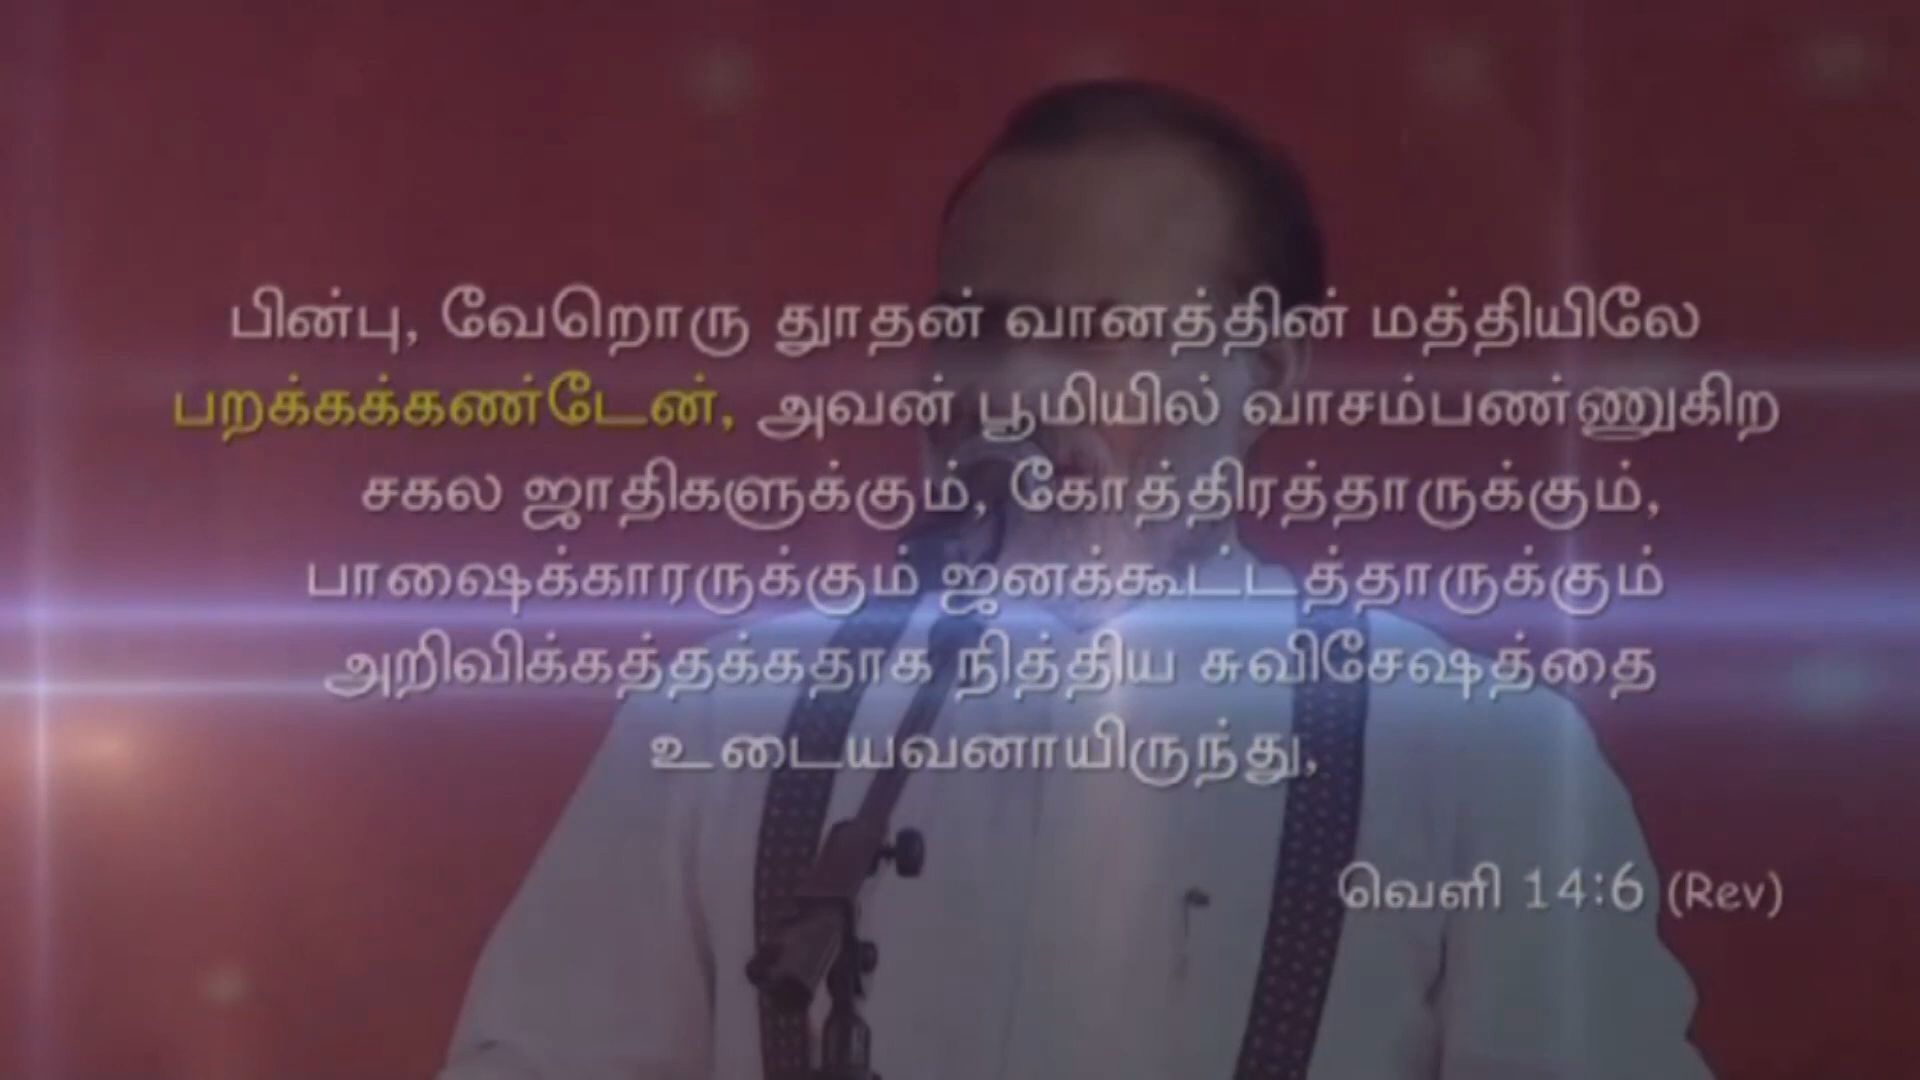 பின்பு, வேறொரு தூதன் வானத்தின் மத்தியிலே
பறக்கக்கண்டேன், அவன் பூமியில் வாசம்பண்ணுகிற
சகல ஜாதிகளுக்கும், கோத்திரத்தாருக்கும்,
பாஷைக்காரருக்கும் ஜனக்கூட்டத்தாருக்கும்
அறிவிக்கத்தக்கதாக நித்திய சுவிசேஷத்தை
உடையவனாயிருந்து,
வெளி 14:6 (Rev)